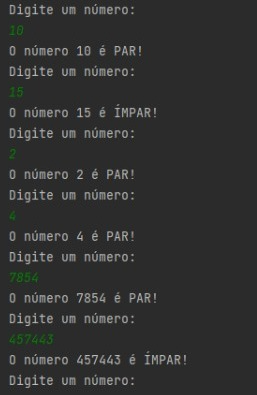 Digite um número:
10
O número 10 é PAR!
Digite um número:
15
O número 15 é ÍMPAR!
Digite um número:
2
O número 2 é PAR!
Digite um número:
4
O número 4 é PAR!
Digite um número:
7854
O número 7854 é PAR!
Digite um número:
457443
O número 457443 é ÍMPAR!
Digite um número: